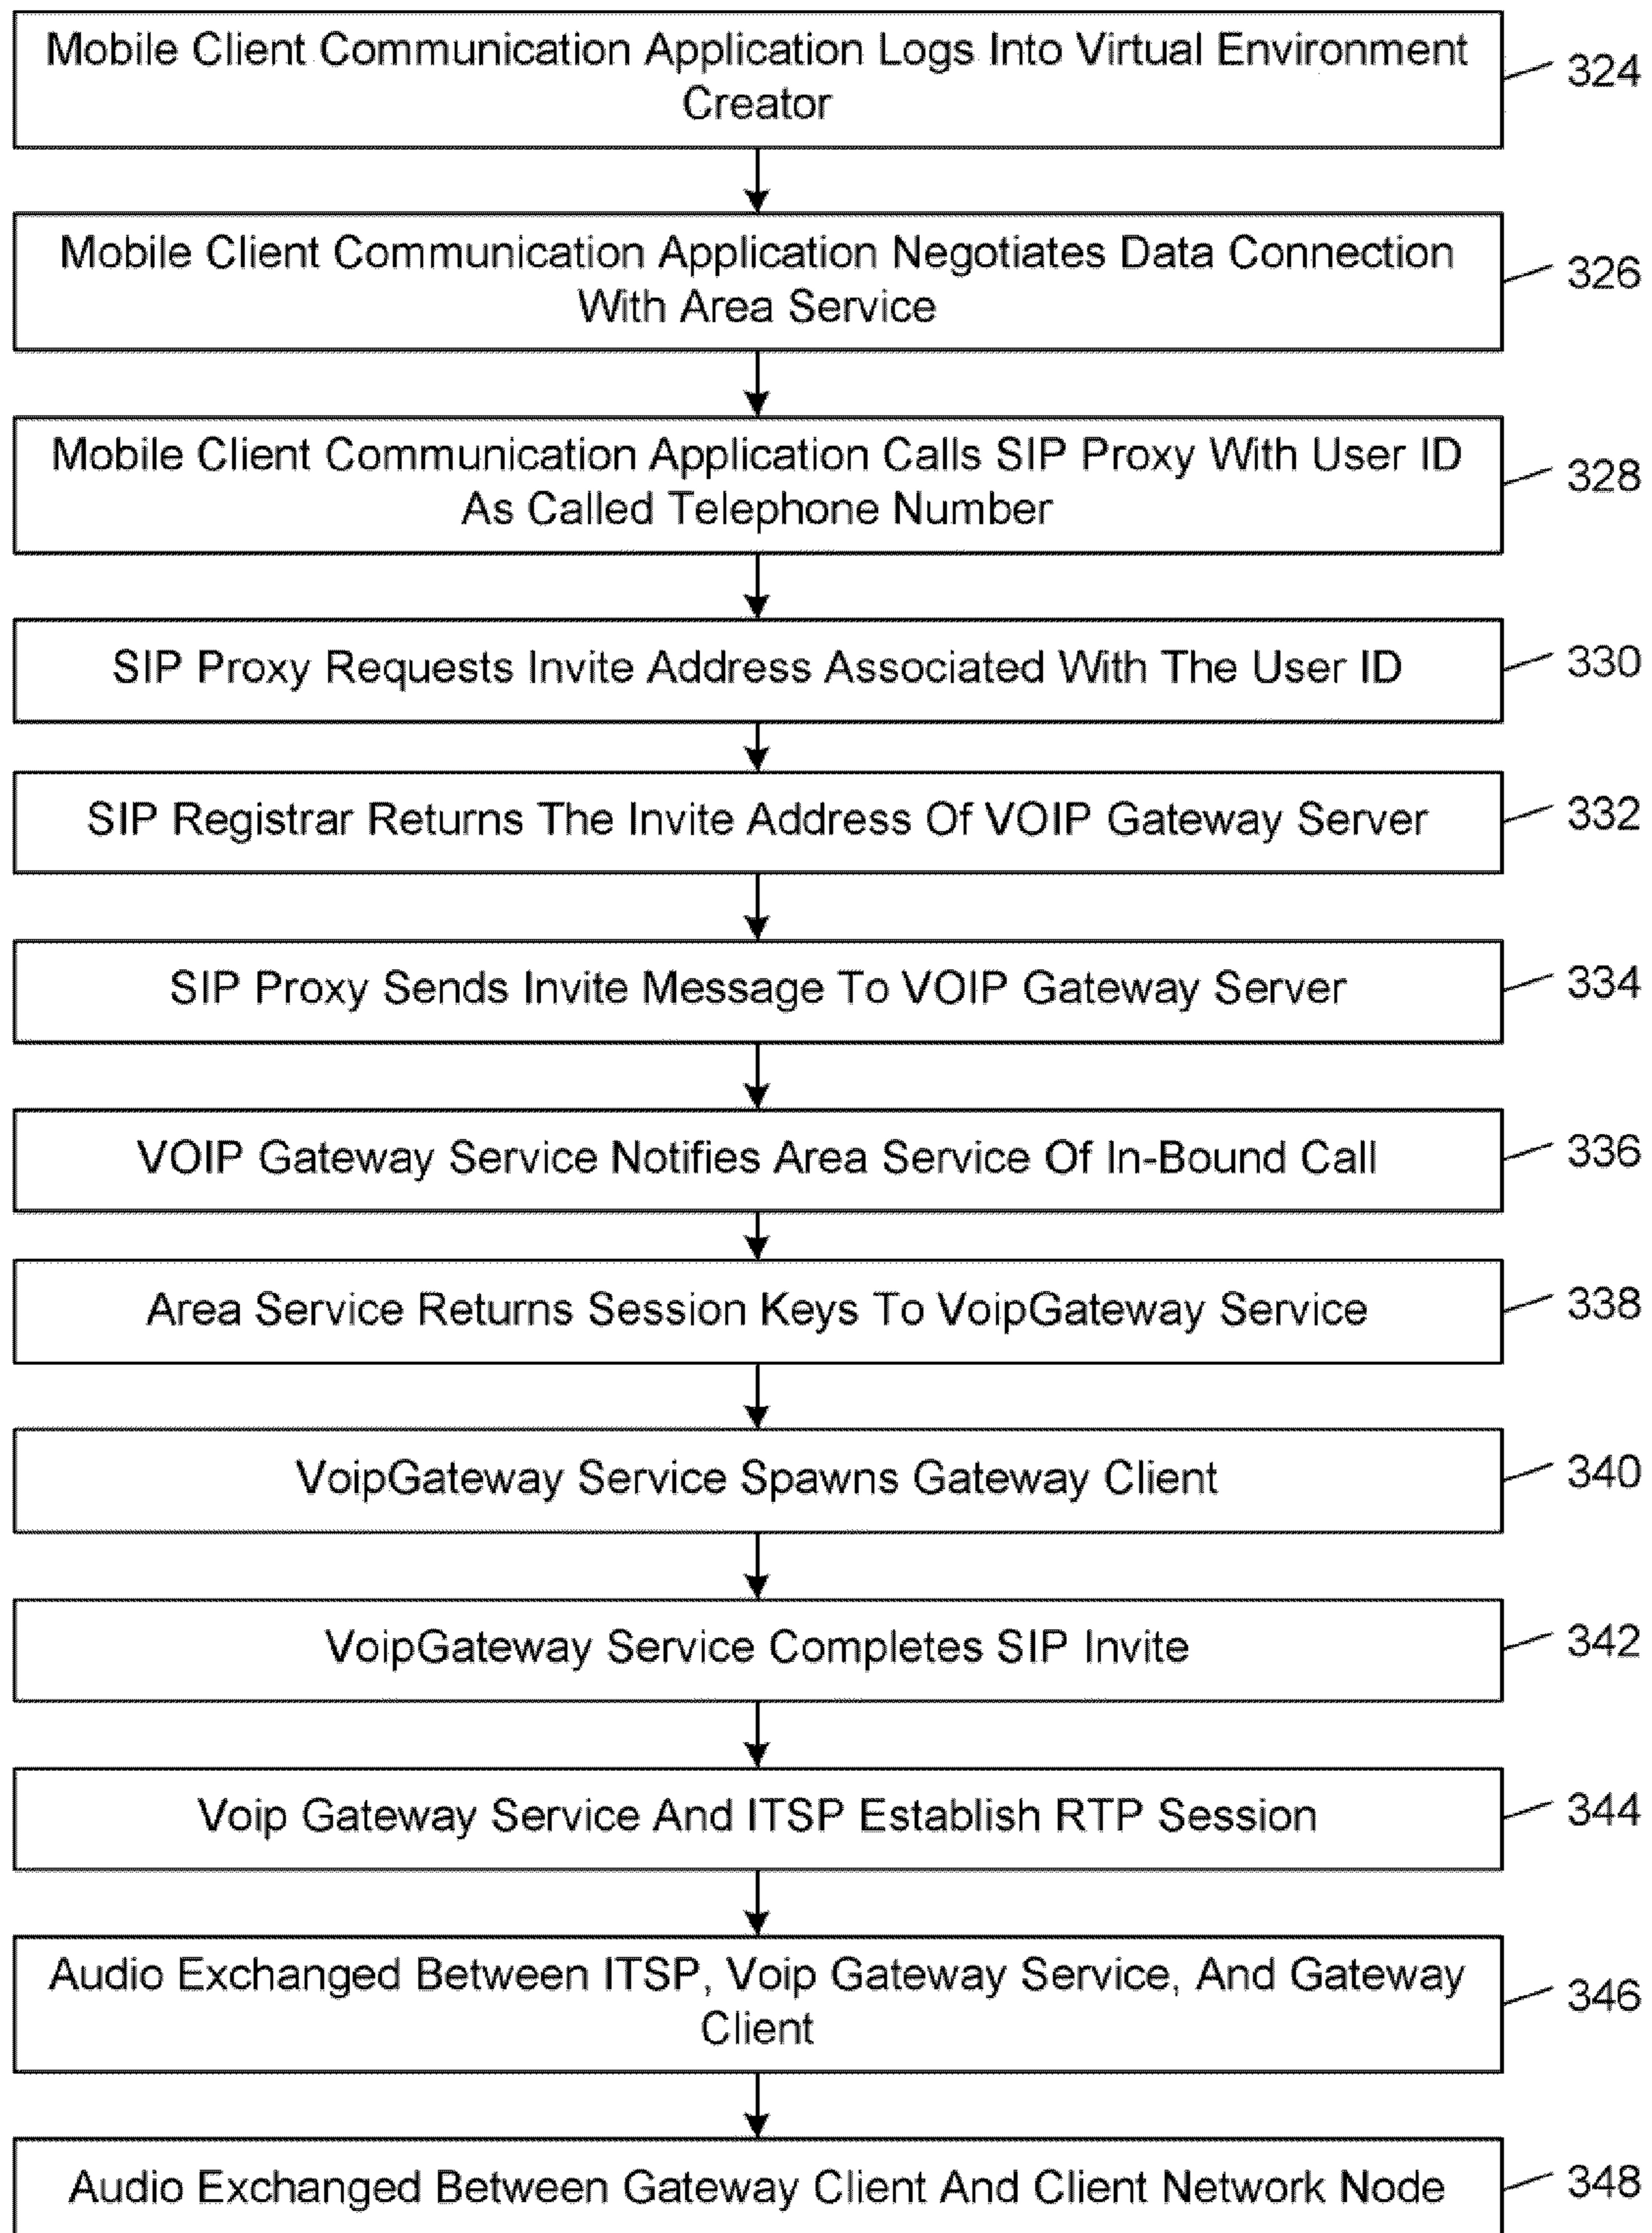 Mobile Client Communication Application Logs Into Virtual Environment
Creator
324
Mobile Client Communication Application Negotiates Data Connection
With Area Service
326
Mobile Client Communication Application Calls SIP Proxy With User ID
As Called Telephone Number
328
SIP Proxy Requests Invite Address Associated With The User ID
330
SIP Registrar Returns The Invite Address Of VOIP Gateway Server
332
SIP Proxy Sends Invite Message To VOIP Gateway Server
334
VOIP Gateway Service Notifies Area Service Of In-Bound Call
336
Area Service Returns Session Keys To VoipGateway Service
338
VoipGateway Service Spawns Gateway Client
340
VoipGateway Service Completes SIP Invite
342
Voip Gateway Service And ITSP Establish RTP Session
344
Audio Exchanged Between ITSP, Voip Gateway Service, And Gateway
Client
346
Audio Exchanged Between Gateway Client And Client Network Node
348